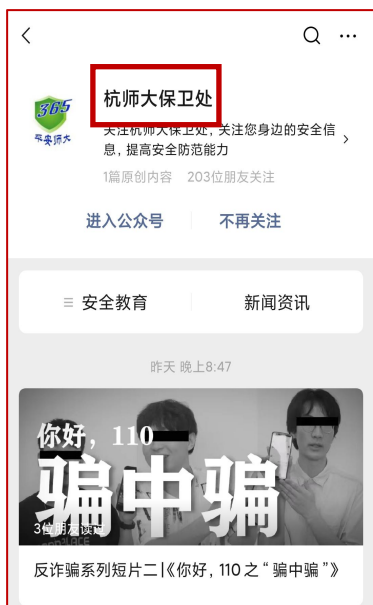 杭师大保卫处
365
平安师大
关注杭师大保卫处，关注您身边的安全信
息，提高安全防范能力
1篇原创内容 203位朋友关注
进入公众号 不再关注
安全教育 新闻资讯
昨天 晚上8:47
你好，110
骗中骗
3位朋友读过
反诈骗系列短片二|《你好，110之“骗中骗”》